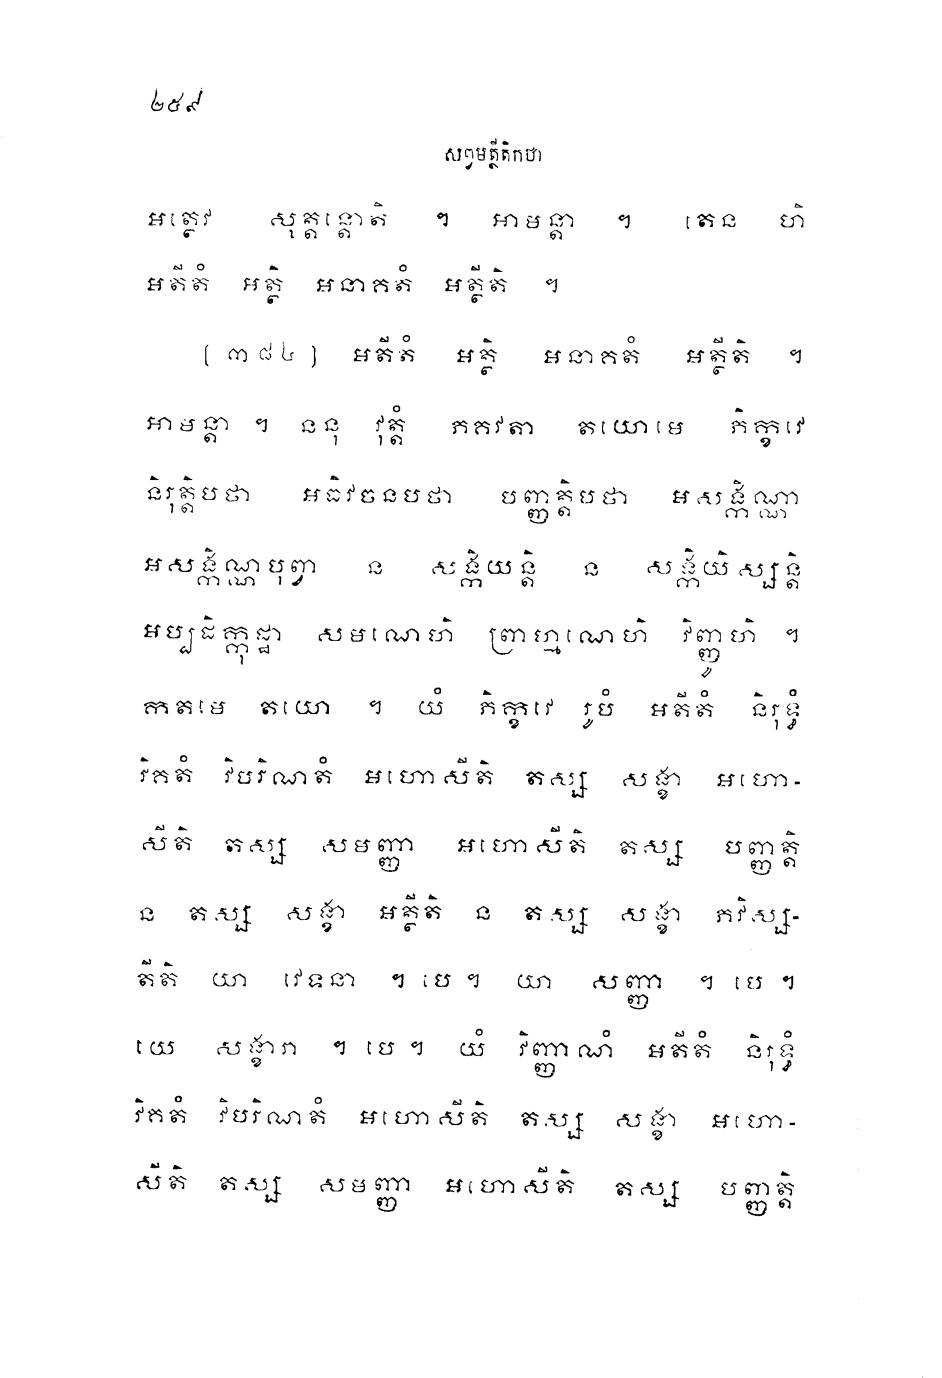 ២៥៩
សព្វមត្ថីតិកថា
អត្ថេវ សុត្តន្តោតិ ។ អាមន្តា ។ តេន ហិ
អតីតំ អត្ថិ អនាគតំ អត្ថីតិ ។
[៣៨៤] អតីតំ អត្ថិ អនាគតំ អត្ថីតិ ។
អាមន្តា ។ ននុ វុត្តំ ភគវតា តយោមេ ភិក្ខវេ
និរុត្តិបថា អធិវចនបថា បញ្ញត្តិបថា អសង្កិណ្ណា
អសង្កិណ្ណបុព្វា ន សង្កិយន្តិ ន សង្កិយិស្សន្តិ
អប្បដិក្កុដ្ឋា សមណេហិ ព្រាហ្មណេហិ វិញ្ញូហិ ។
កតមេ តយោ ។ យំ ភិក្ខវេ រូបំ អតីតំ និរុទ្ធំ
វិគតំ វិបរិណតំ អហោសីតិ តស្ស សង្ខា អហោ-
សីតិ តស្ស សមញ្ញា អហោសីតិ តស្ស បញ្ញត្តិ
ន តស្ស សង្ខា អត្ថីតិ ន តស្ស សង្ខា ភវិស្ស-
តីតិ យា វេទនា ។ បេ ។ យា សញ្ញា ។ បេ ។
យេ សង្ខារា ។ បេ ។ យំ វិញ្ញាណំ អតីតំ និរុទ្ធំ
វិគតំ វិបរិណតំ អហោសីតិ តស្ស សង្ខា អហោ-
សីតិ តស្ស សមញ្ញា អហោសីតិ តស្ស បញ្ញត្តិ